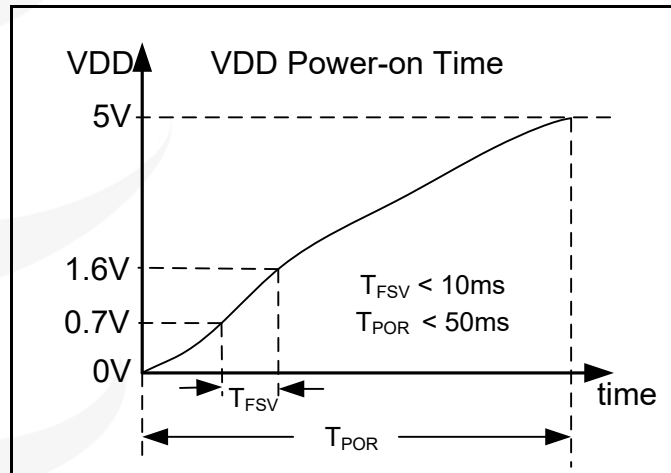 VDD VDD Power-on Time
5V
1.6V
T_FSV < 10ms
0.7V
T_POR < 50ms
0V
time
T_FSV
T_POR